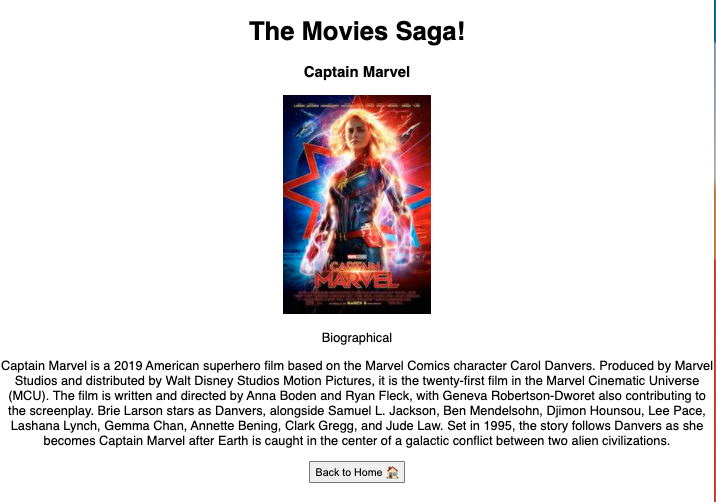 The Movies Saga!
Captain Marvel
CAPTAIN
MARVEL
MARCH 8
Biographical
Captain Marvel is a 2019 American superhero film based on the Marvel Comics character Carol Danvers. Produced by Marvel
Studios and distributed by Walt Disney Studios Motion Pictures, it is the twenty-first film in the Marvel Cinematic Universe
(MCU). The film is written and directed by Anna Boden and Ryan Fleck, with Geneva Robertson-Dworet also contributing to
the screenplay. Brie Larson stars as Danvers, alongside Samuel L. Jackson, Ben Mendelsohn, Djimon Hounsou, Lee Pace,
Lashana Lynch, Gemma Chan, Annette Bening, Clark Gregg, and Jude Law. Set in 1995, the story follows Danvers as she
becomes Captain Marvel after Earth is caught in the center of a galactic conflict between two alien civilizations.
Back to Home 🏠